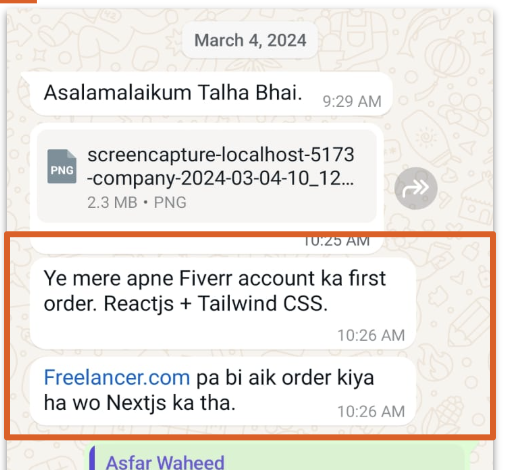 March 4, 2024
Asalamalaikum Talha Bhai.
9:29 AM
PNG
screencapture-localhost-5173
-company-2024-03-04-10_12...
2.3 MB • PNG
10:25 AM
Ye mere apne Fiverr account ka first
order. Reactjs + Tailwind CSS.
10:26 AM
Freelancer.com pa bi aik order kiya
ha wo Nextjs ka tha.
10:26 AM
Asfar Waheed